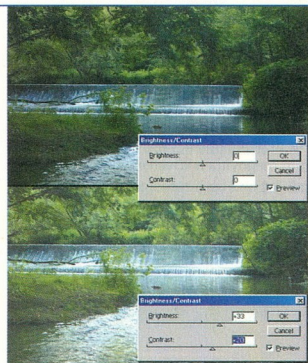 Brightness/Contrast
Brightness: 0 OK
Cancel
Contrast: 0
Preview
Brightness/Contrast
Brightness: +33 OK
Cancel
Contrast:
Preview